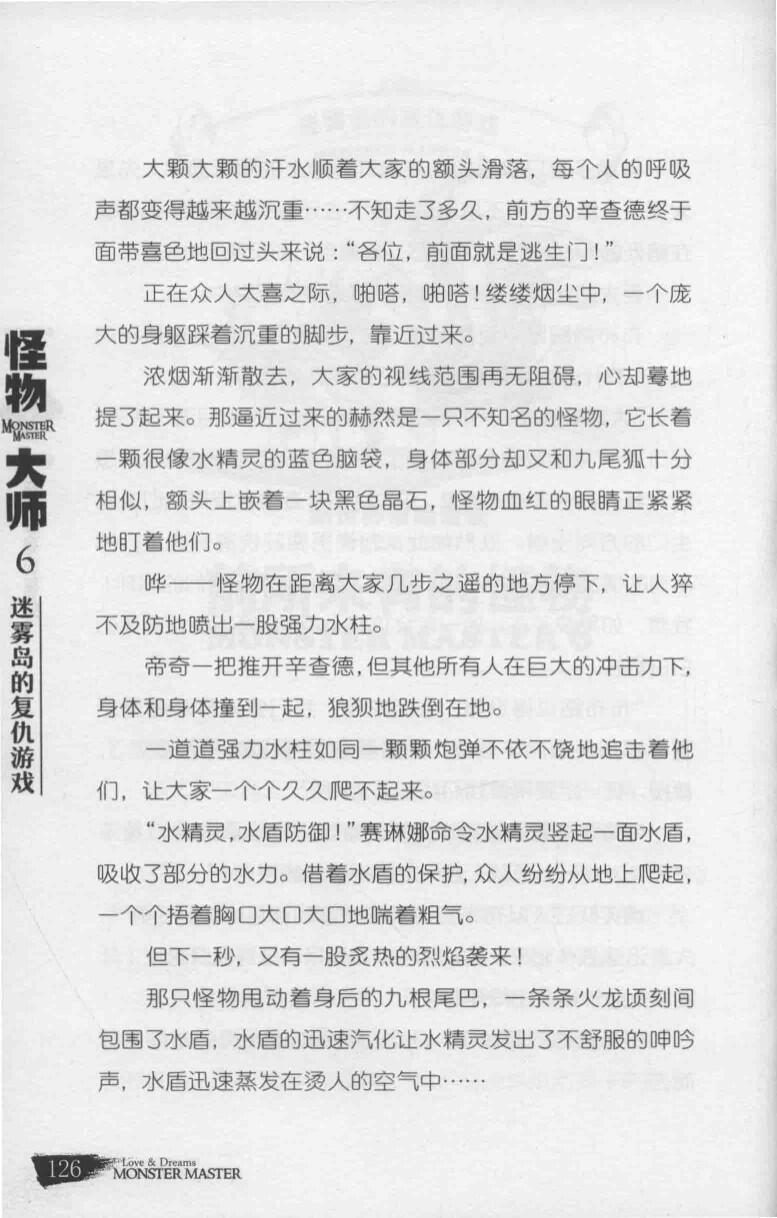 大颗大颗的汗水顺着大家的额头滑落，每个人的呼吸
声都变得越来越沉重……不知走了多久，前方的辛查德终于
面带喜色地回过头来说：“各位，前面就是逃生门！”
正在众人大喜之际，啪嗒，啪嗒！缕缕烟尘中，一个庞
大的身躯踩着沉重的脚步，靠近过来。
浓烟渐渐散去，大家的视线范围再无阻碍，心却蓦地
提了起来。那逼近过来的赫然是一只不知名的怪物，它长着
一颗很像水精灵的蓝色脑袋，身体部分却又和九尾狐十分
相似，额头上嵌着一块黑色晶石，怪物血红的眼睛正紧紧
地盯着他们。
哗——怪物在距离大家几步之遥的地方停下，让人猝
不及防地喷出一股强力水柱。
帝奇一把推开辛查德，但其他所有人在巨大的冲击力下，
身体和身体撞到一起，狼狈地跌倒在地。
一道道强力水柱如同一颗颗炮弹不依不饶地追击着他
们，让大家一个个久久爬不起来。
“水精灵，水盾防御！”赛琳娜命令水精灵竖起一面水盾，
吸收了部分的水力。借着水盾的保护，众人纷纷从地上爬起，
一个个捂着胸口大口大口地喘着粗气。
但下一秒，又有一股炙热的烈焰袭来！
那只怪物甩动着身后的九根尾巴，一条条火龙顷刻间
包围了水盾，水盾的迅速汽化让水精灵发出了不舒服的呻吟
声，水盾迅速蒸发在烫人的空气中……
怪物
MONSTER
MASTER
大师
6
迷雾岛的复仇游戏
126
Love & Dreams
MONSTER MASTER